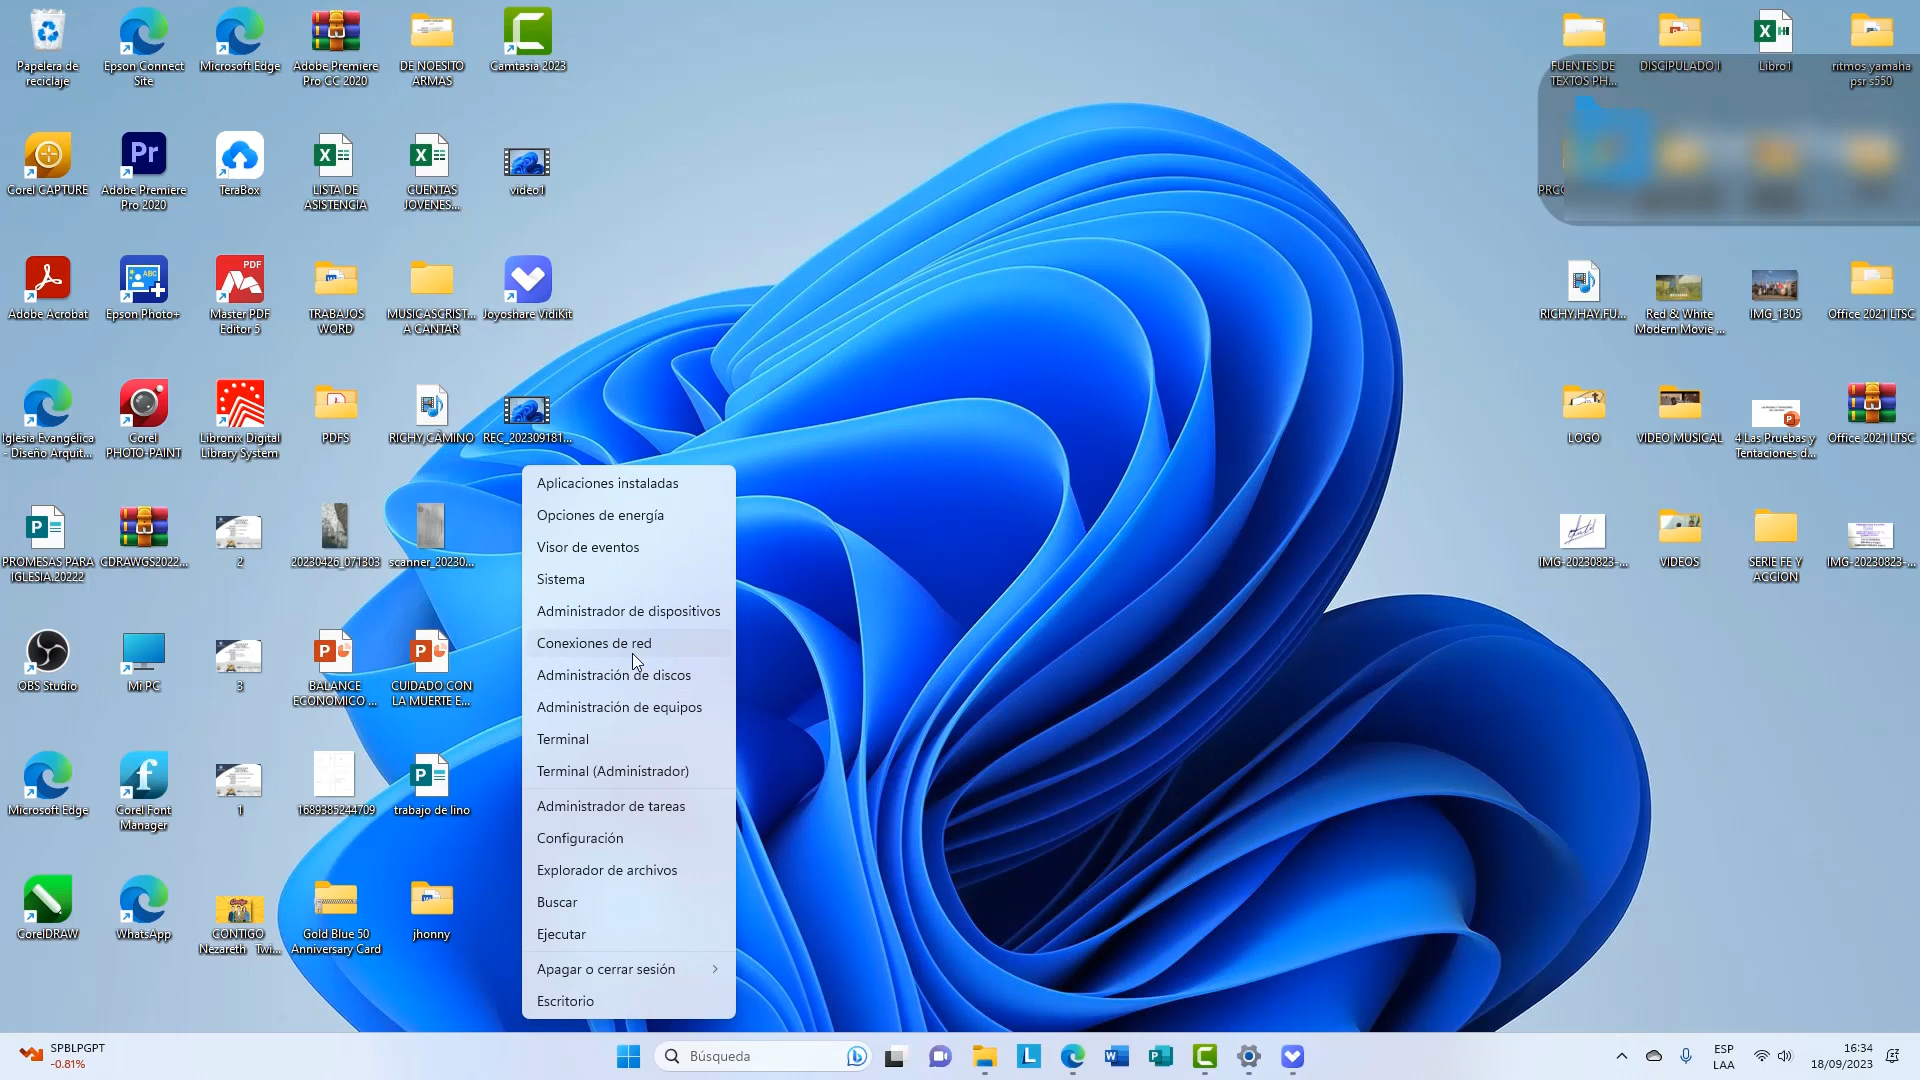 Papelera de
reciclaje
Epson Connect
Site
Microsoft Edge
Adobe Premiere
Pro CC 2020
DE NOESITO
ARMAS
Camtasia 2023
FUENTES DE
TEXTOS PH...
DISCIPULADO I
Libro1
ritmos yamaha
psr s550
Corel CAPTURE
Adobe Premiere
Pro 2020
TeraBox
LISTA DE
ASISTENCIA
CUENTAS
JOVENES...
video1
Adobe Acrobat
Epson Photo+
Master PDF
Editor 5
TRABAJOS
WORD
MUSICASCRIST...
A CANTAR
Joyoshare VidiKit
RICHY.HAY.FU...
Red & White
Modern Movie ...
IMG_1305
Office 2021 LTSC
Iglesia Evangélica
- Diseño Arquit...
Corel
PHOTO-PAINT
Libronix Digital
Library System
PDFS
RICHY,CAMINO
REC_202309181...
LOGO
VIDEO MUSICAL
4 Las Pruebas y
Tentaciones d...
Office 2021 LTSC
PROMESAS PARA
IGLESIA.20222
CDRAWGS2022...
2
20230426_071303
scanner_20230...
IMG-20230823-...
VIDEOS
SERIE FE Y
ACCION
IMG-20230823-...
OBS Studio
Mi PC
3
BALANCE
ECONOMICO ...
CUIDADO CON
LA MUERTE E...
Microsoft Edge
Corel Font
Manager
1
1689385244709
trabajo de lino
CorelDRAW
WhatsApp
CONTIGO
Nezareth Twi...
Gold Blue 50
Anniversary Card
jhonny
Aplicaciones instaladas
Opciones de energía
Visor de eventos
Sistema
Administrador de dispositivos
Conexiones de red
Administración de discos
Administración de equipos
Terminal
Terminal (Administrador)
Administrador de tareas
Configuración
Explorador de archivos
Buscar
Ejecutar
Apagar o cerrar sesión
Escritorio
SPBLPGPT
-0.81%
Búsqueda
ESP
LAA
16:34
18/09/2023